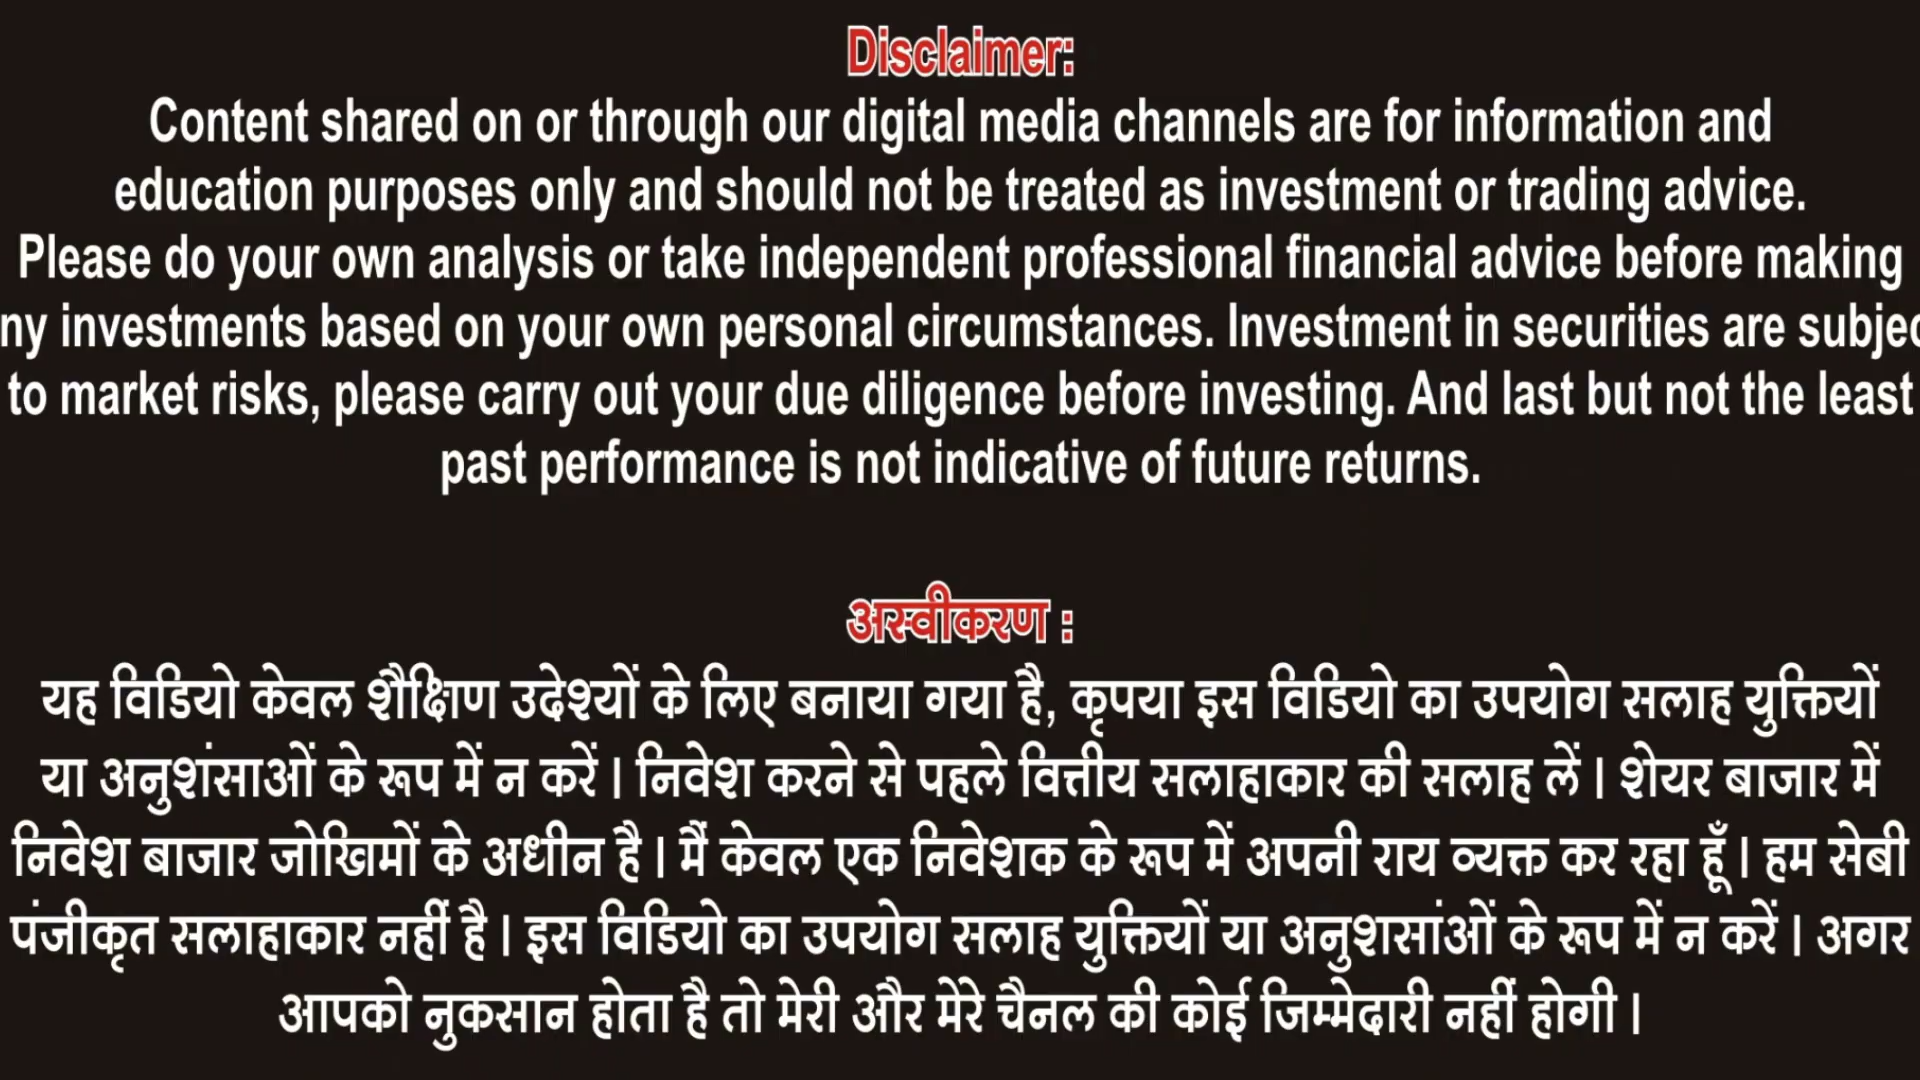 Disclaimer:
Content shared on or through our digital media channels are for information and
education purposes only and should not be treated as investment or trading advice.
Please do your own analysis or take independent professional financial advice before making
ny investments based on your own personal circumstances. Investment in securities are subjec
to market risks, please carry out your due diligence before investing. And last but not the least
past performance is not indicative of future returns.
अस्वीकरण :
यह विडियो केवल शैक्षिण उदेश्यों के लिए बनाया गया है, कृपया इस विडियो का उपयोग सलाह युक्तियों
या अनुशंसाओं के रूप में न करें । निवेश करने से पहले वित्तीय सलाहाकार की सलाह लें । शेयर बाजार में
निवेश बाजार जोखिमों के अधीन है । मैं केवल एक निवेशक के रूप में अपनी राय व्यक्त कर रहा हूँ । हम सेबी
पंजीकृत सलाहाकार नहीं है । इस विडियो का उपयोग सलाह युक्तियों या अनुशसांओं के रूप में न करें । अगर
आपको नुकसान होता है तो मेरी और मेरे चैनल की कोई जिम्मेदारी नहीं होगी ।